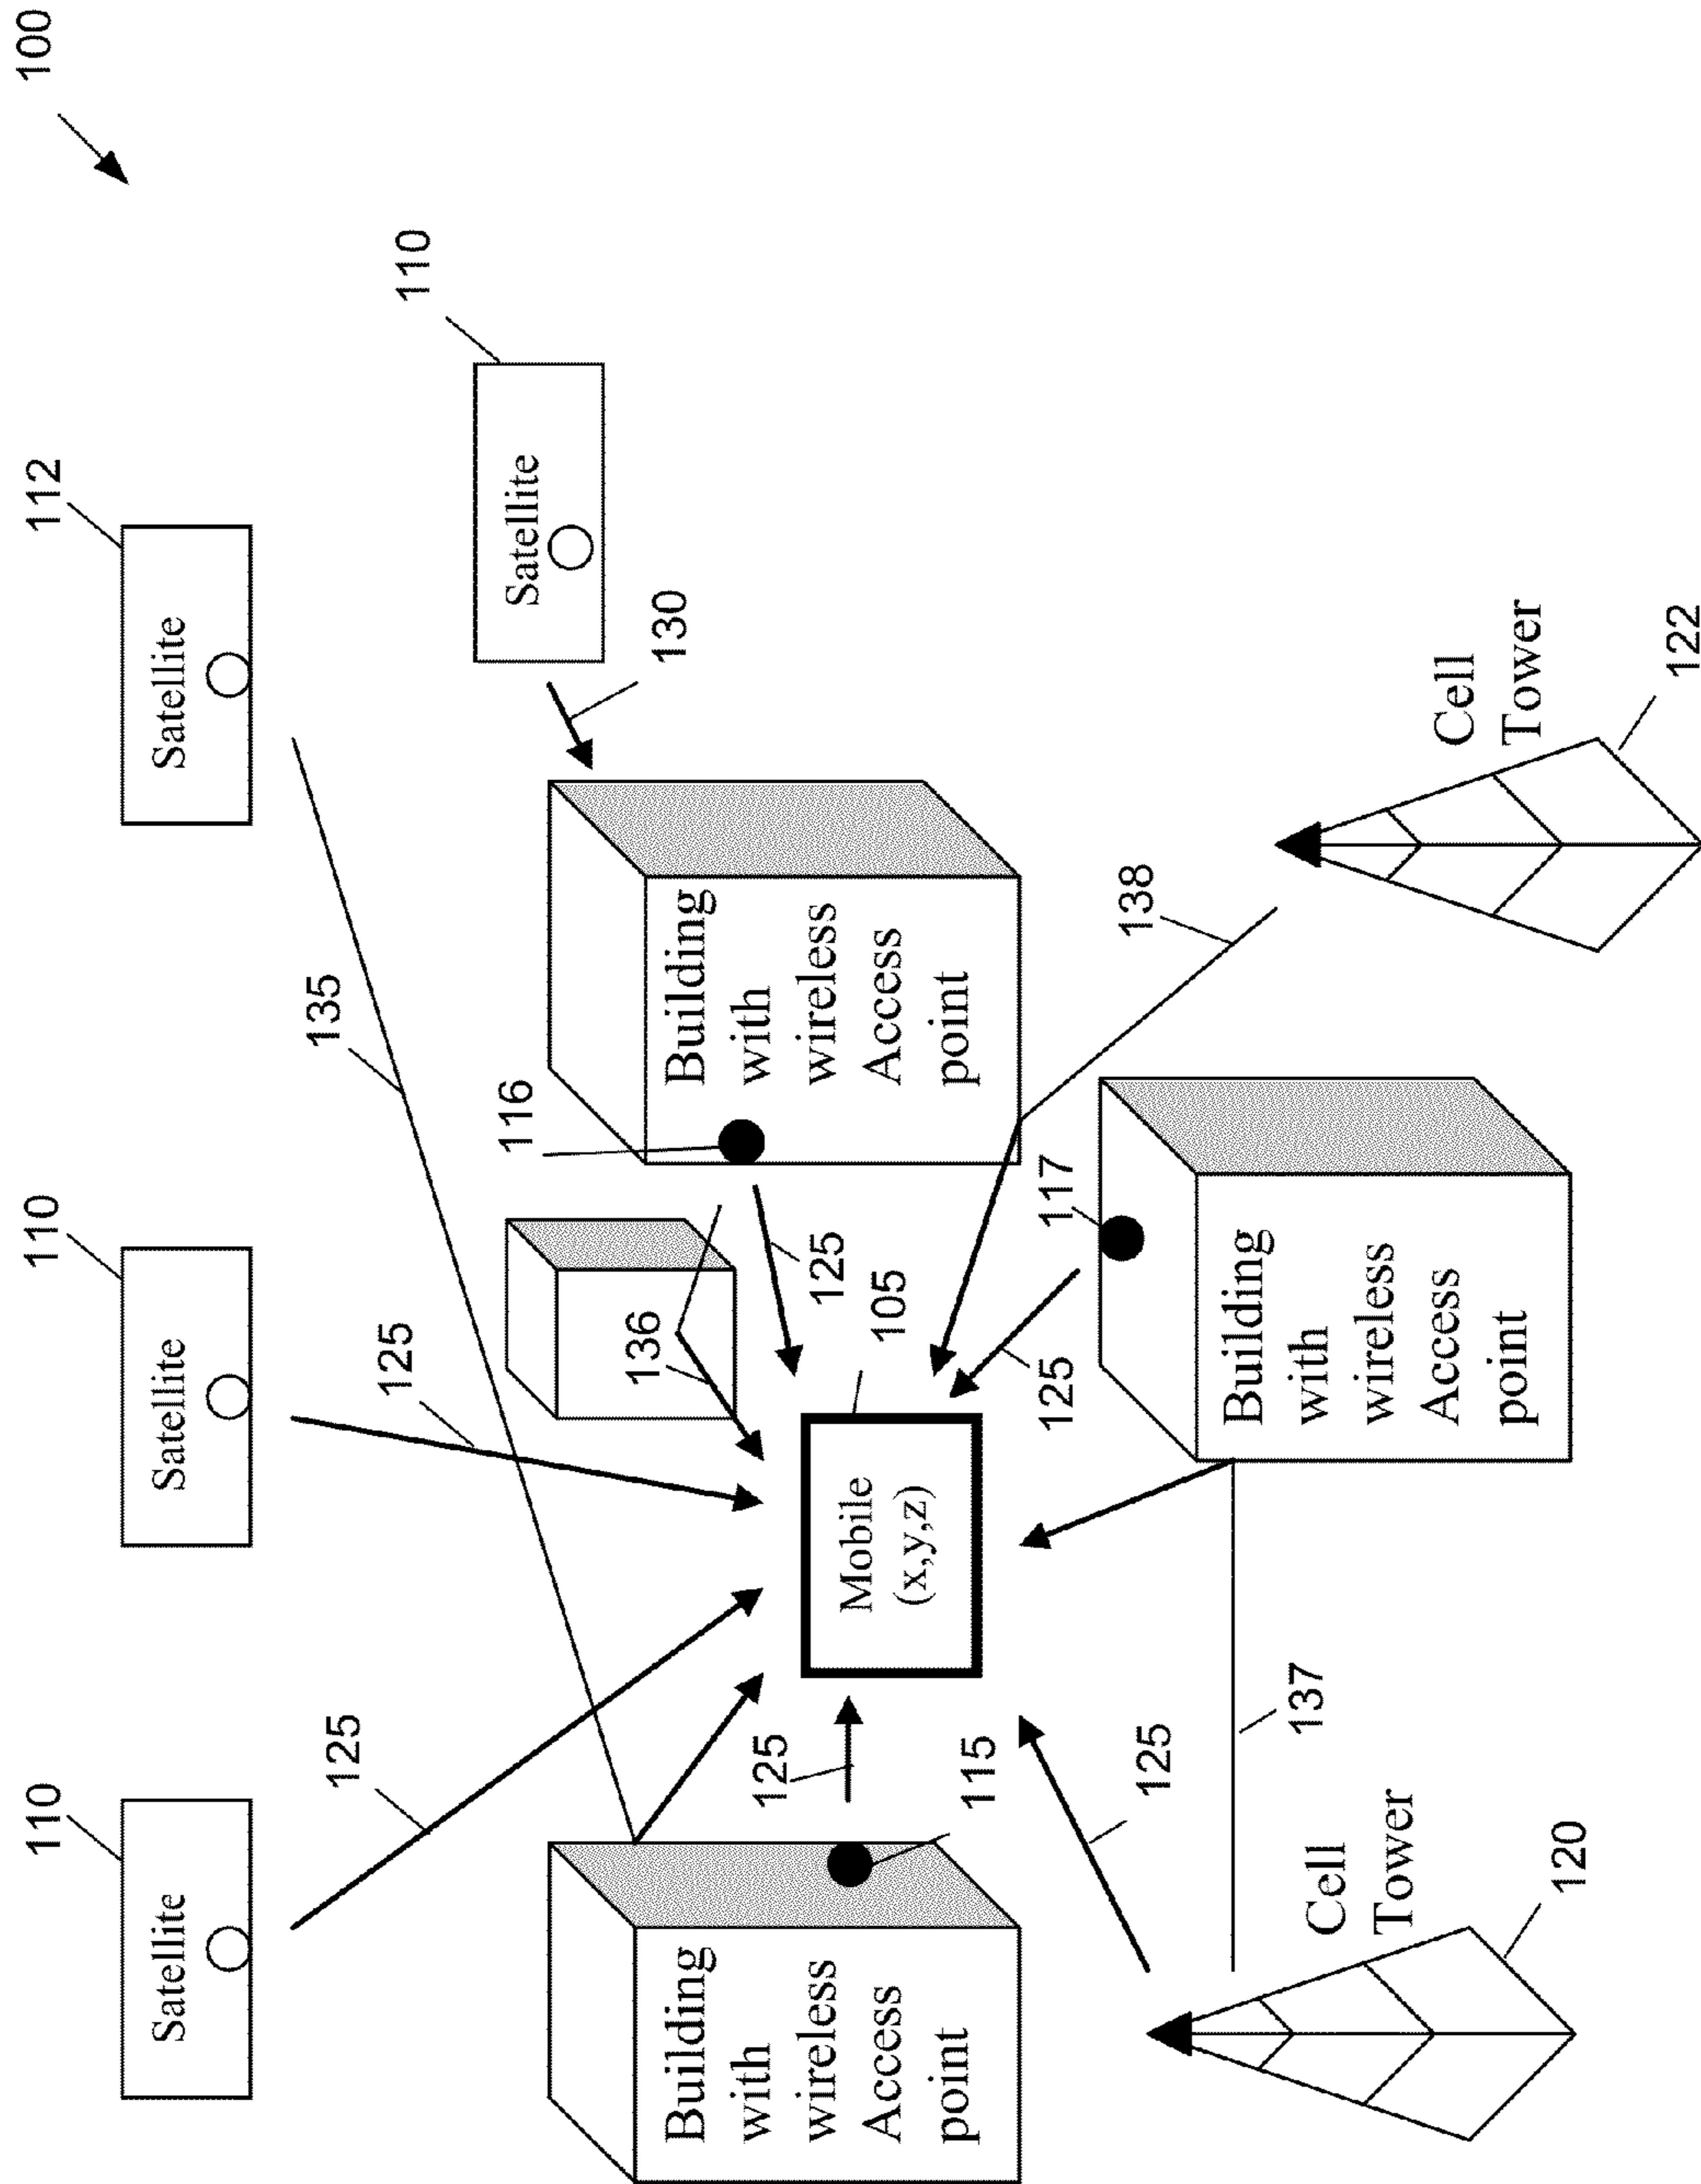 100
110
110
112
110
Satellite
Satellite
Satellite
Satellite
125
125
135
130
116
136
125
105
Building
with
wireless
Access
point
Building
with
wireless
Access
point
125
115
Mobile
(x,y,z)
117
125
138
Building
with
wireless
Access
point
125
137
Cell
Tower
120
Cell
Tower
122